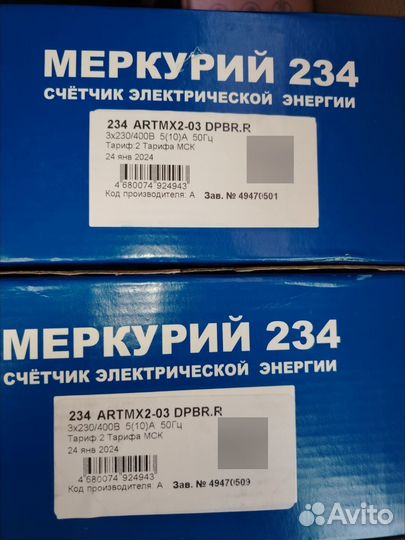 МЕРКУРИЙ 234
СЧЁТЧИК ЭЛЕКТРИЧЕСКОЙ ЭНЕРГИИ
234 ARTMX2-03 DPBR.R
3x230/400В 5(10)А 50Гц
Тариф:2 Тарифа МСК
24 янв 2024
4 680074 924943
Код производителя: А Зав. № 49470501
МЕРКУРИЙ 234
СЧЁТЧИК ЭЛЕКТРИЧЕСКОЙ ЭНЕРГИИ
234 ARTMX2-03 DPBR.R
3x230/400В 5(10)А 50Гц
Тариф:2 Тарифа МСК
24 янв 2024
4 680074 924943
Код производителя: А Зав. № 49470509
Avito